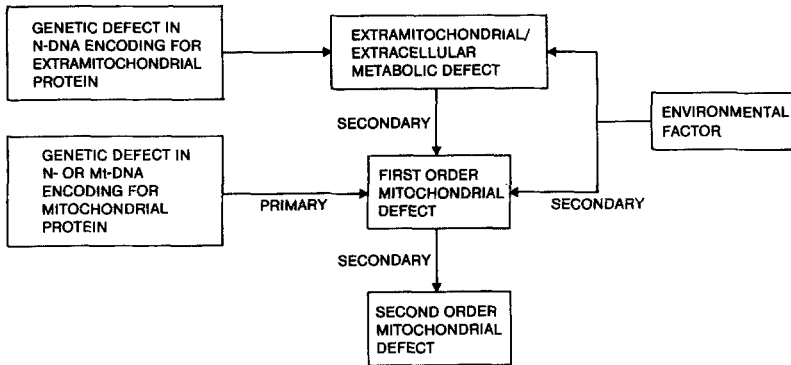 GENETIC DEFECT IN
N-DNA ENCODING FOR
EXTRAMITOCHONDRIAL
PROTEIN
EXTRAMITOCHONDRIAL/
EXTRACELLULAR
METABOLIC DEFECT
SECONDARY
ENVIRONMENTAL
FACTOR
GENETIC DEFECT IN
N- OR Mt-DNA
ENCODING FOR
MITOCHONDRIAL
PROTEIN
PRIMARY
FIRST ORDER
MITOCHONDRIAL
DEFECT
SECONDARY
SECONDARY
SECOND ORDER
MITOCHONDRIAL
DEFECT